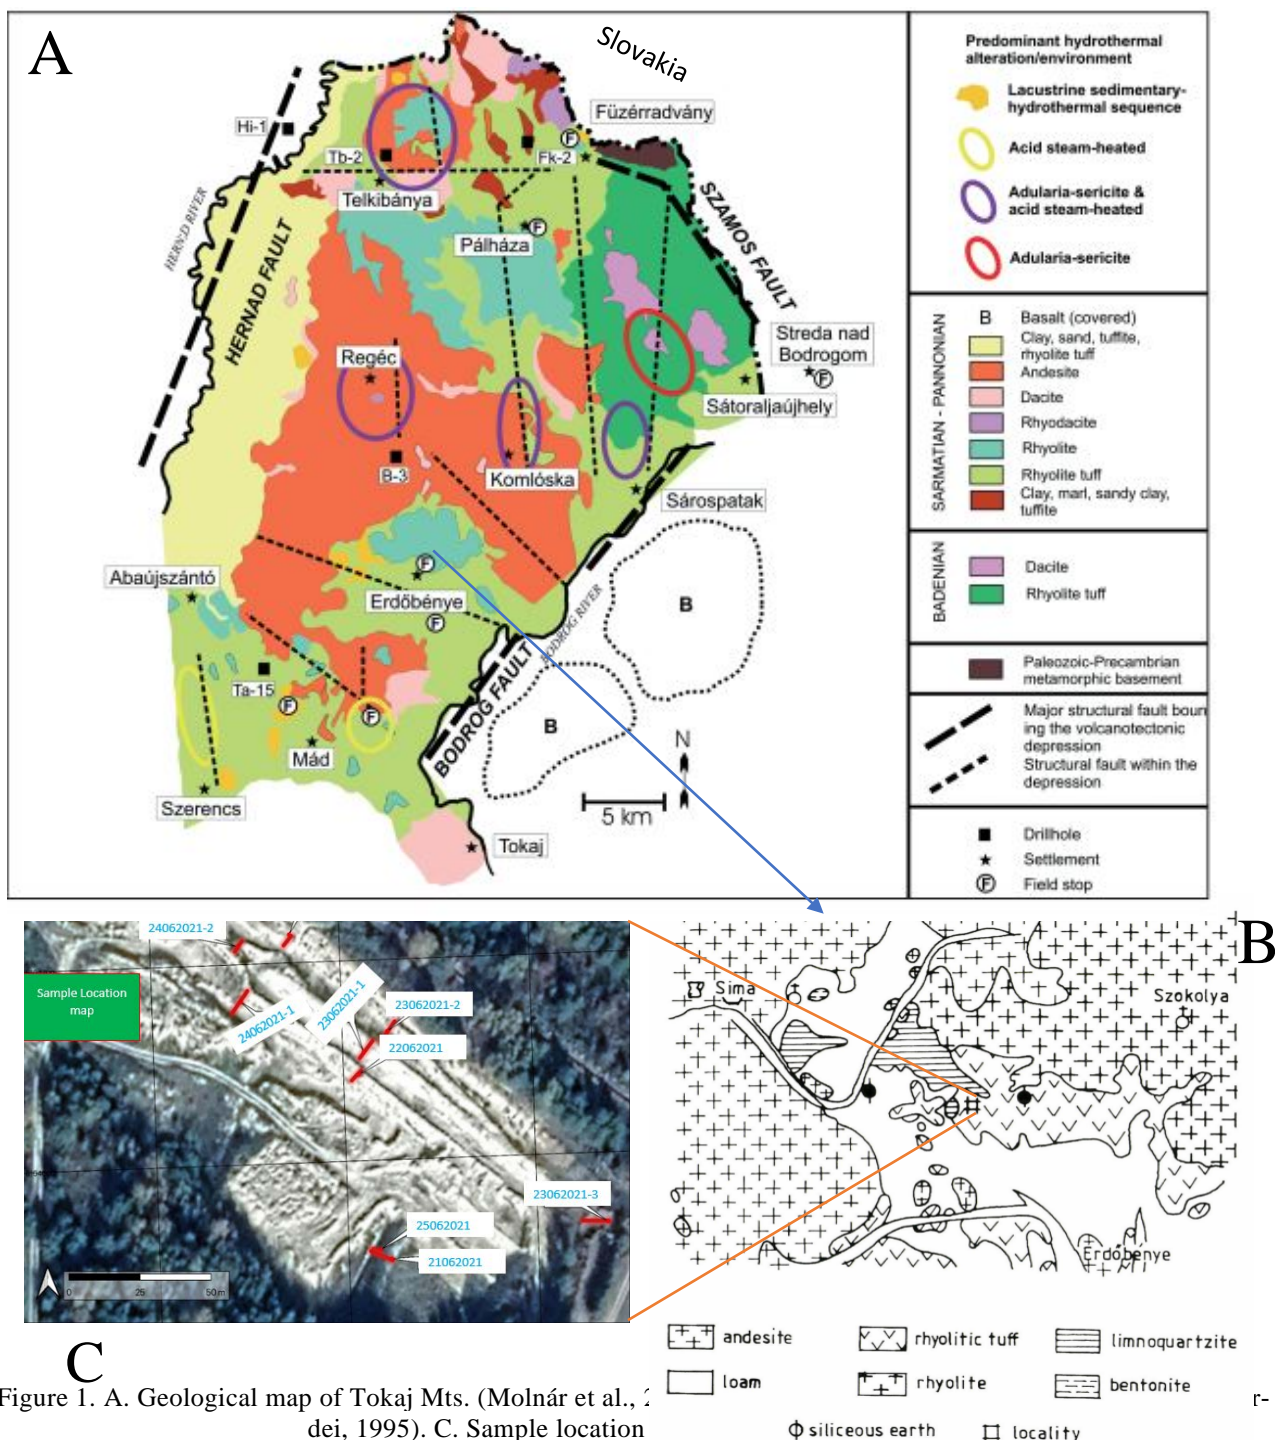 A
Slovakia
Füzérradvány
Hi-1
Tb-2
Fk-2
F
Telkibánya
HERN:D RIVER
HERNAD FAULT
SZAMOS FAULT
Pálháza
F
Streda nad
Bodrogom
F
Regéc
Sátoraljaújhely
B-3
Komlóska
Sárospatak
Abaújszántó
F
Erdőbénye
F
BODROG RIVER
B
B
BODROG FAULT
Ta-15
F
F
Mád
N
Szerencs
5 km
Tokaj
Predominant hydrothermal
alteration/environment
Lacustrine sedimentary-
hydrothermal sequence
Acid steam-heated
Adularia-sericite &
acid steam-heated
Adularia-sericite
SARMATIAN - PANNONIAN
B Basalt (covered)
Clay, sand, tuffite,
rhyolite tuff
Andesite
Dacite
Rhyodacite
Rhyolite
Rhyolite tuff
Clay, marl, sandy clay,
tuffite
BADENIAN
Dacite
Rhyolite tuff
Paleozoic-Precambrian
metamorphic basement
Major structural fault boun
ing the volcanotectonic
depression
Structural fault within the
depression
Drillhole
Settlement
F Field stop
24062021-2
Sample Location
map
24062021-1
23062021-1
23062021-2
22062021
23062021-3
25062021
21062021
0 25 50 m
C
B
Sima
Szokolya
Erdőbénye
andesite
rhyolitic tuff
limnoquartzite
loam
rhyolite
bentonite
siliceous earth
locality
Figure 1. A. Geological map of Tokaj Mts. (Molnár et al., 2
r-
dei, 1995). C. Sample location